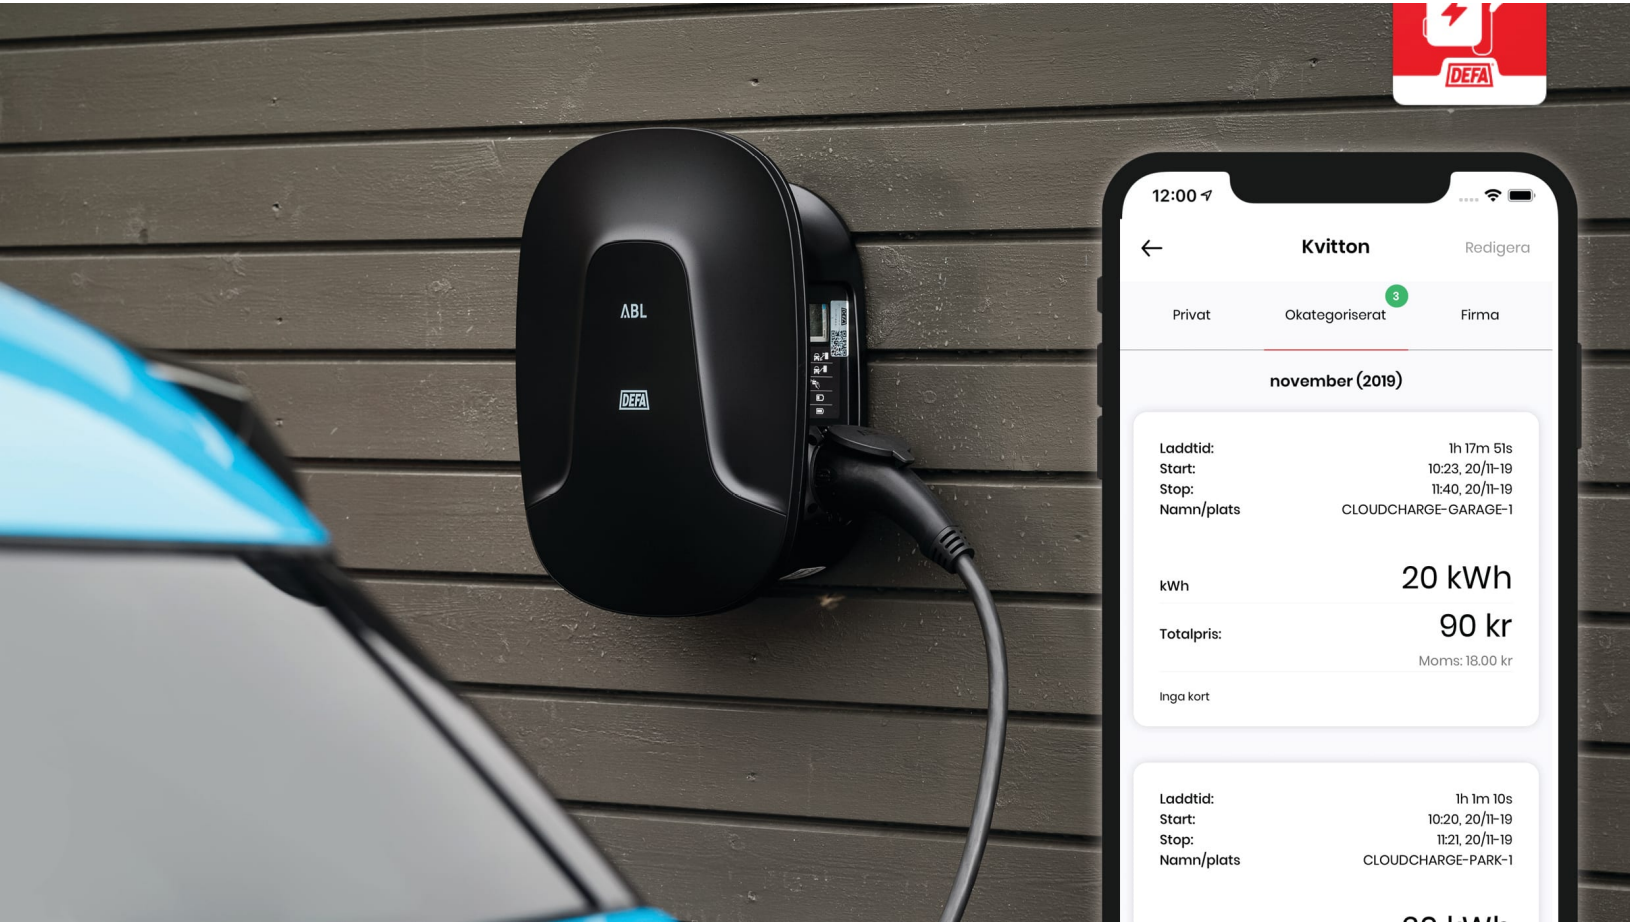 DEFA
ABL
DEFA
12:00
Kvitton
Redigera
3
Privat
Okategoriserat
Firma
november (2019)
Laddtid: 1h 17m 51s
Start: 10:23, 20/11-19
Stop: 11:40, 20/11-19
Namn/plats CLOUDCHARGE-GARAGE-1
kWh 20 kWh
Totalpris: 90 kr
Moms: 18.00 kr
Inga kort
Laddtid: 1h 1m 10s
Start: 10:20, 20/11-19
Stop: 11:21, 20/11-19
Namn/plats CLOUDCHARGE-PARK-1